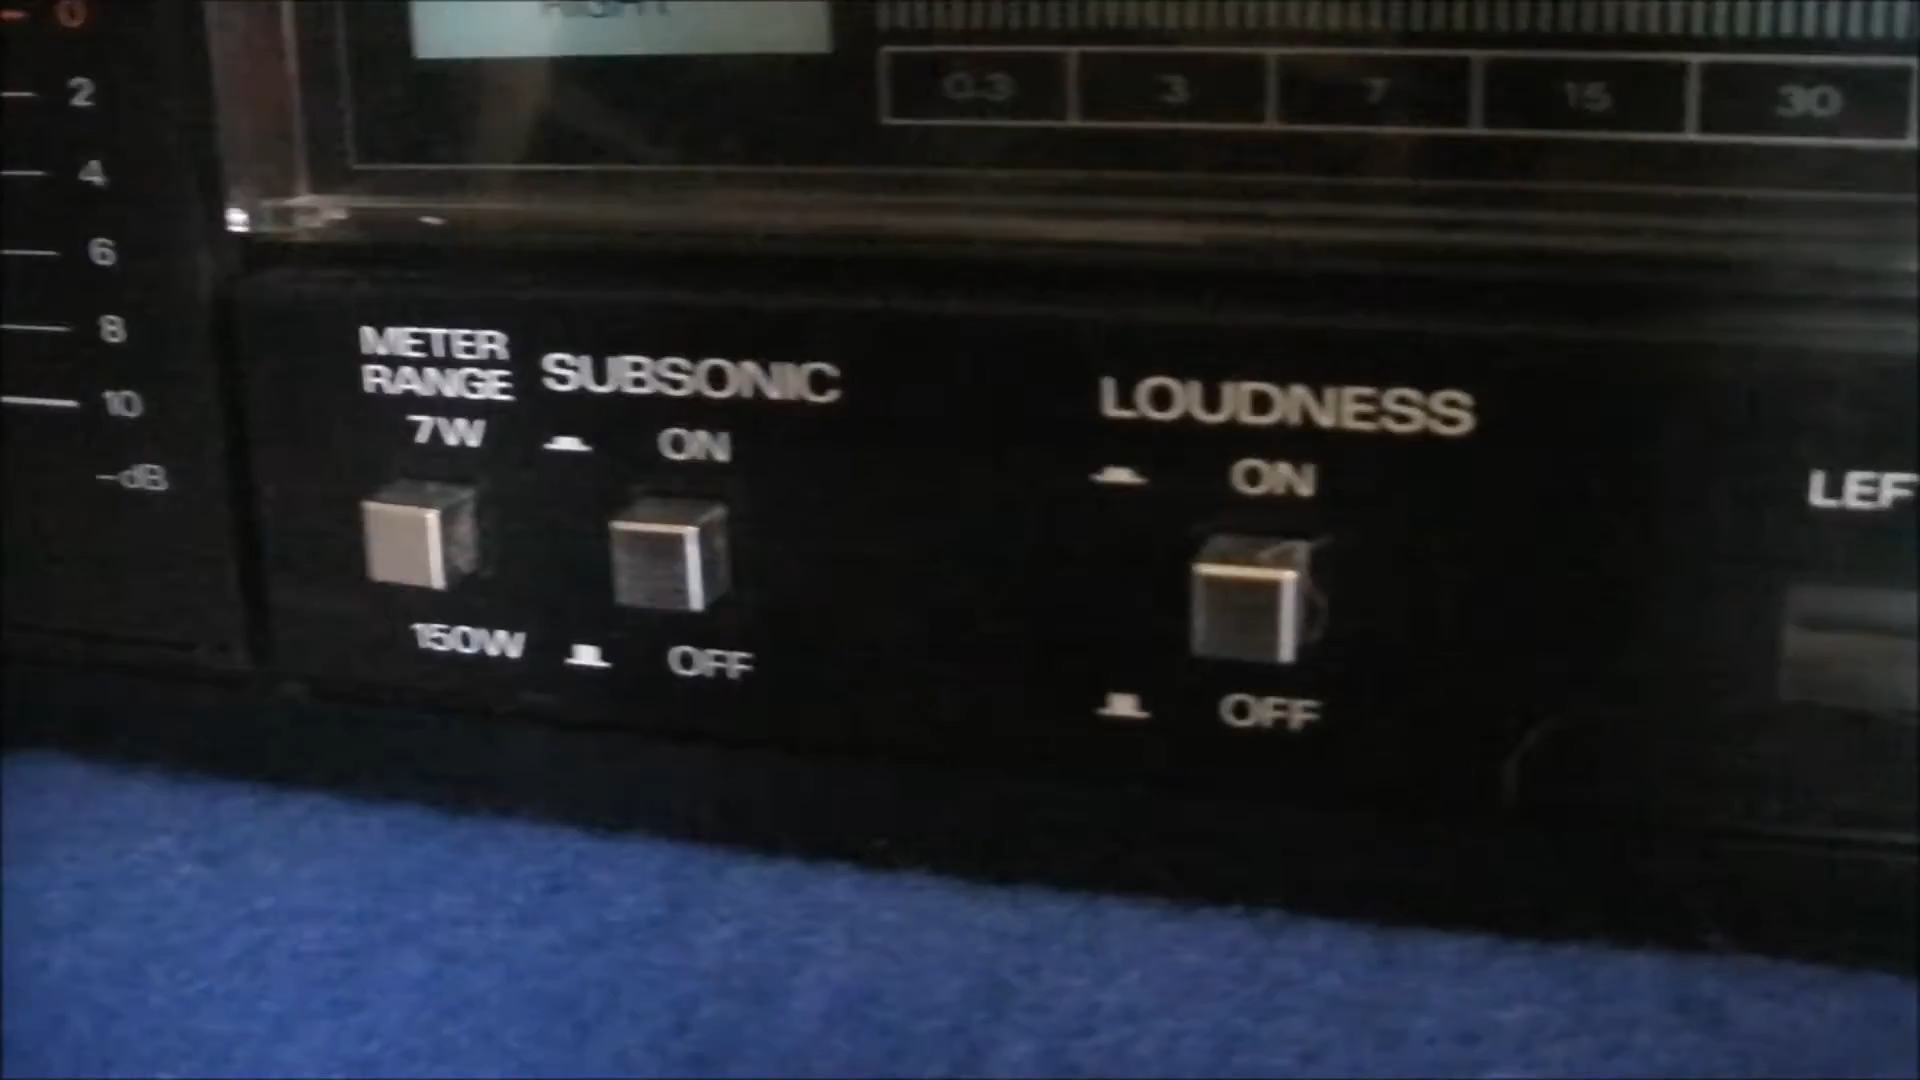 0
2
4
6
8
10
-dB
0.3 3 7 15 30
METER
RANGE
7W
150W
SUBSONIC
ON
OFF
LOUDNESS
ON
OFF
LEF